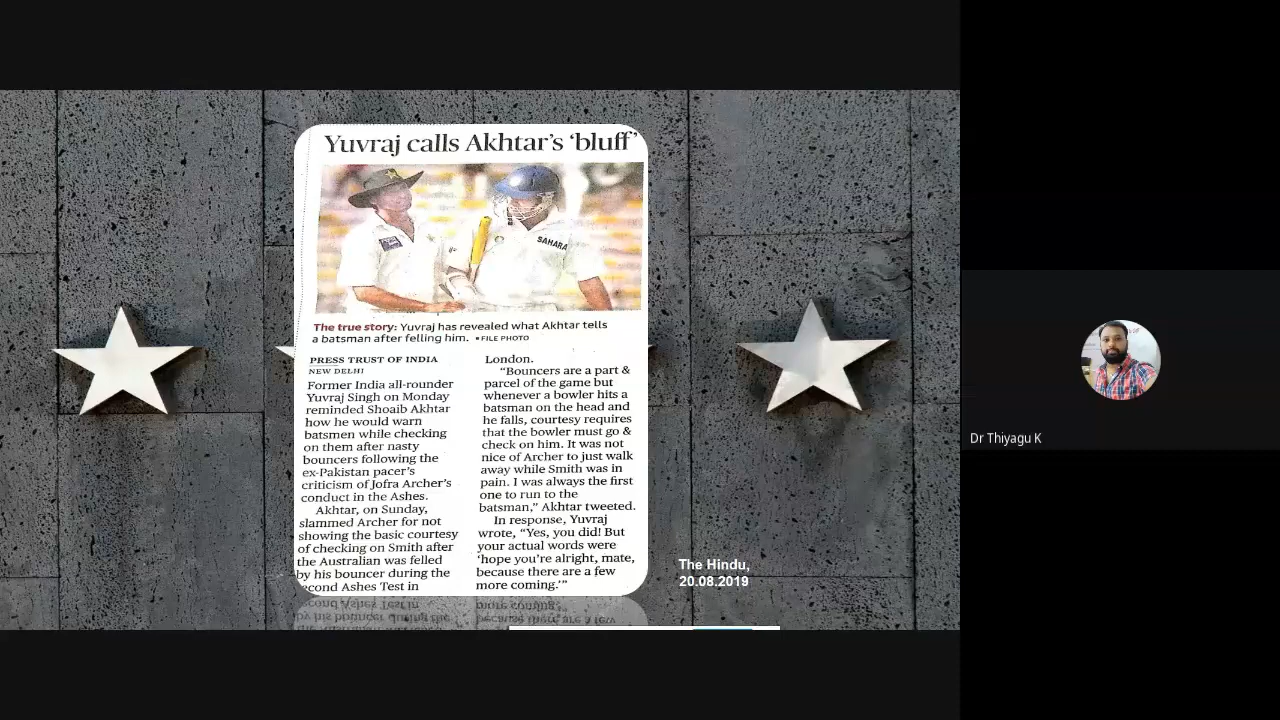 Yuvraj calls Akhtar's ‘bluff’
SAHARA
The true story: Yuvraj has revealed what Akhtar tells
a batsman after felling him. ▪FILE PHOTO
PRESS TRUST OF INDIA
NEW DELHI
Former India all-rounder
Yuvraj Singh on Monday
reminded Shoaib Akhtar
how he would warn
batsmen while checking
on them after nasty
bouncers following the
ex-Pakistan pacer's
criticism of Jofra Archer's
conduct in the Ashes.
Akhtar, on Sunday,
slammed Archer for not
showing the basic courtesy
of checking on Smith after
the Australian was felled
by his bouncer during the
cond Ashes Test in
London.
“Bouncers are a part &
parcel of the game but
whenever a bowler hits a
batsman on the head and
he falls, courtesy requires
that the bowler must go &
check on him. It was not
nice of Archer to just walk
away while Smith was in
pain. I was always the first
one to run to the
batsman,” Akhtar tweeted.
In response, Yuvraj
wrote, “Yes, you did! But
your actual words were
‘hope you're alright, mate,
because there are a few
more coming.’”
The Hindu,
20.08.2019
Dr Thiyagu K